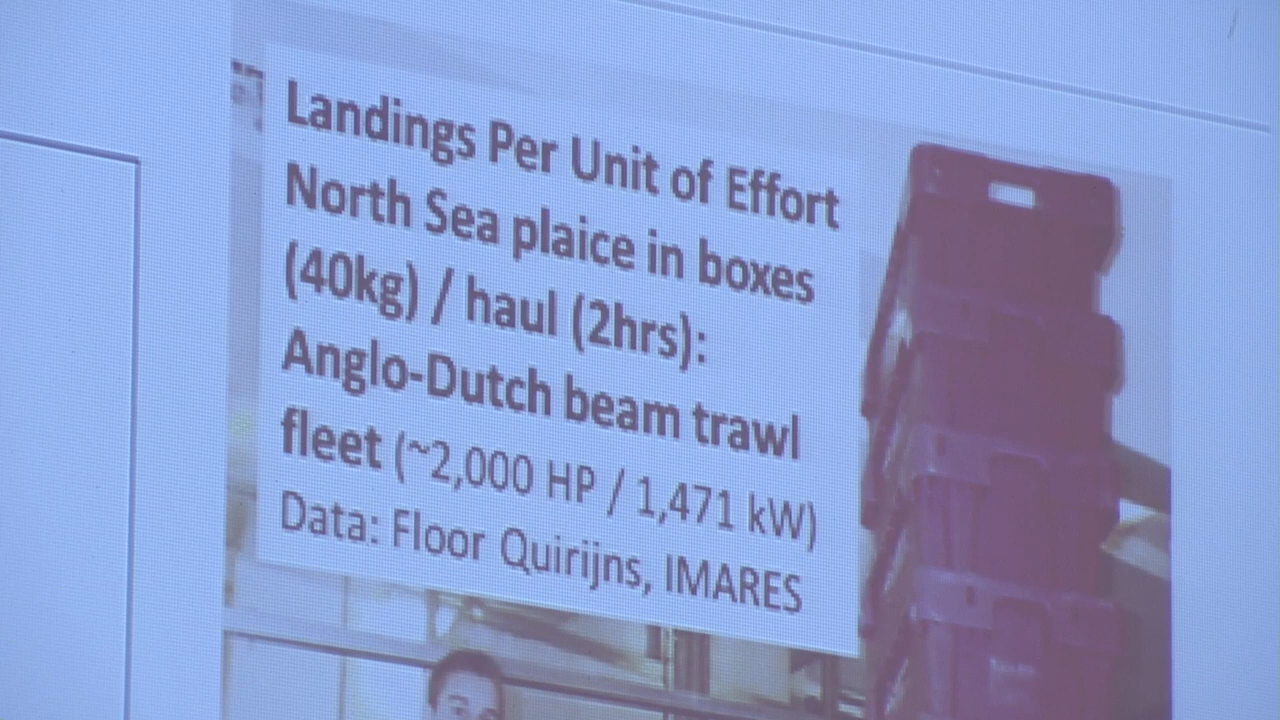 Landings Per Unit of Effort
North Sea plaice in boxes
(40kg) / haul (2hrs):
Anglo-Dutch beam trawl
fleet (~2,000 HP / 1,471 kW)
Data: Floor Quirijns, IMARES